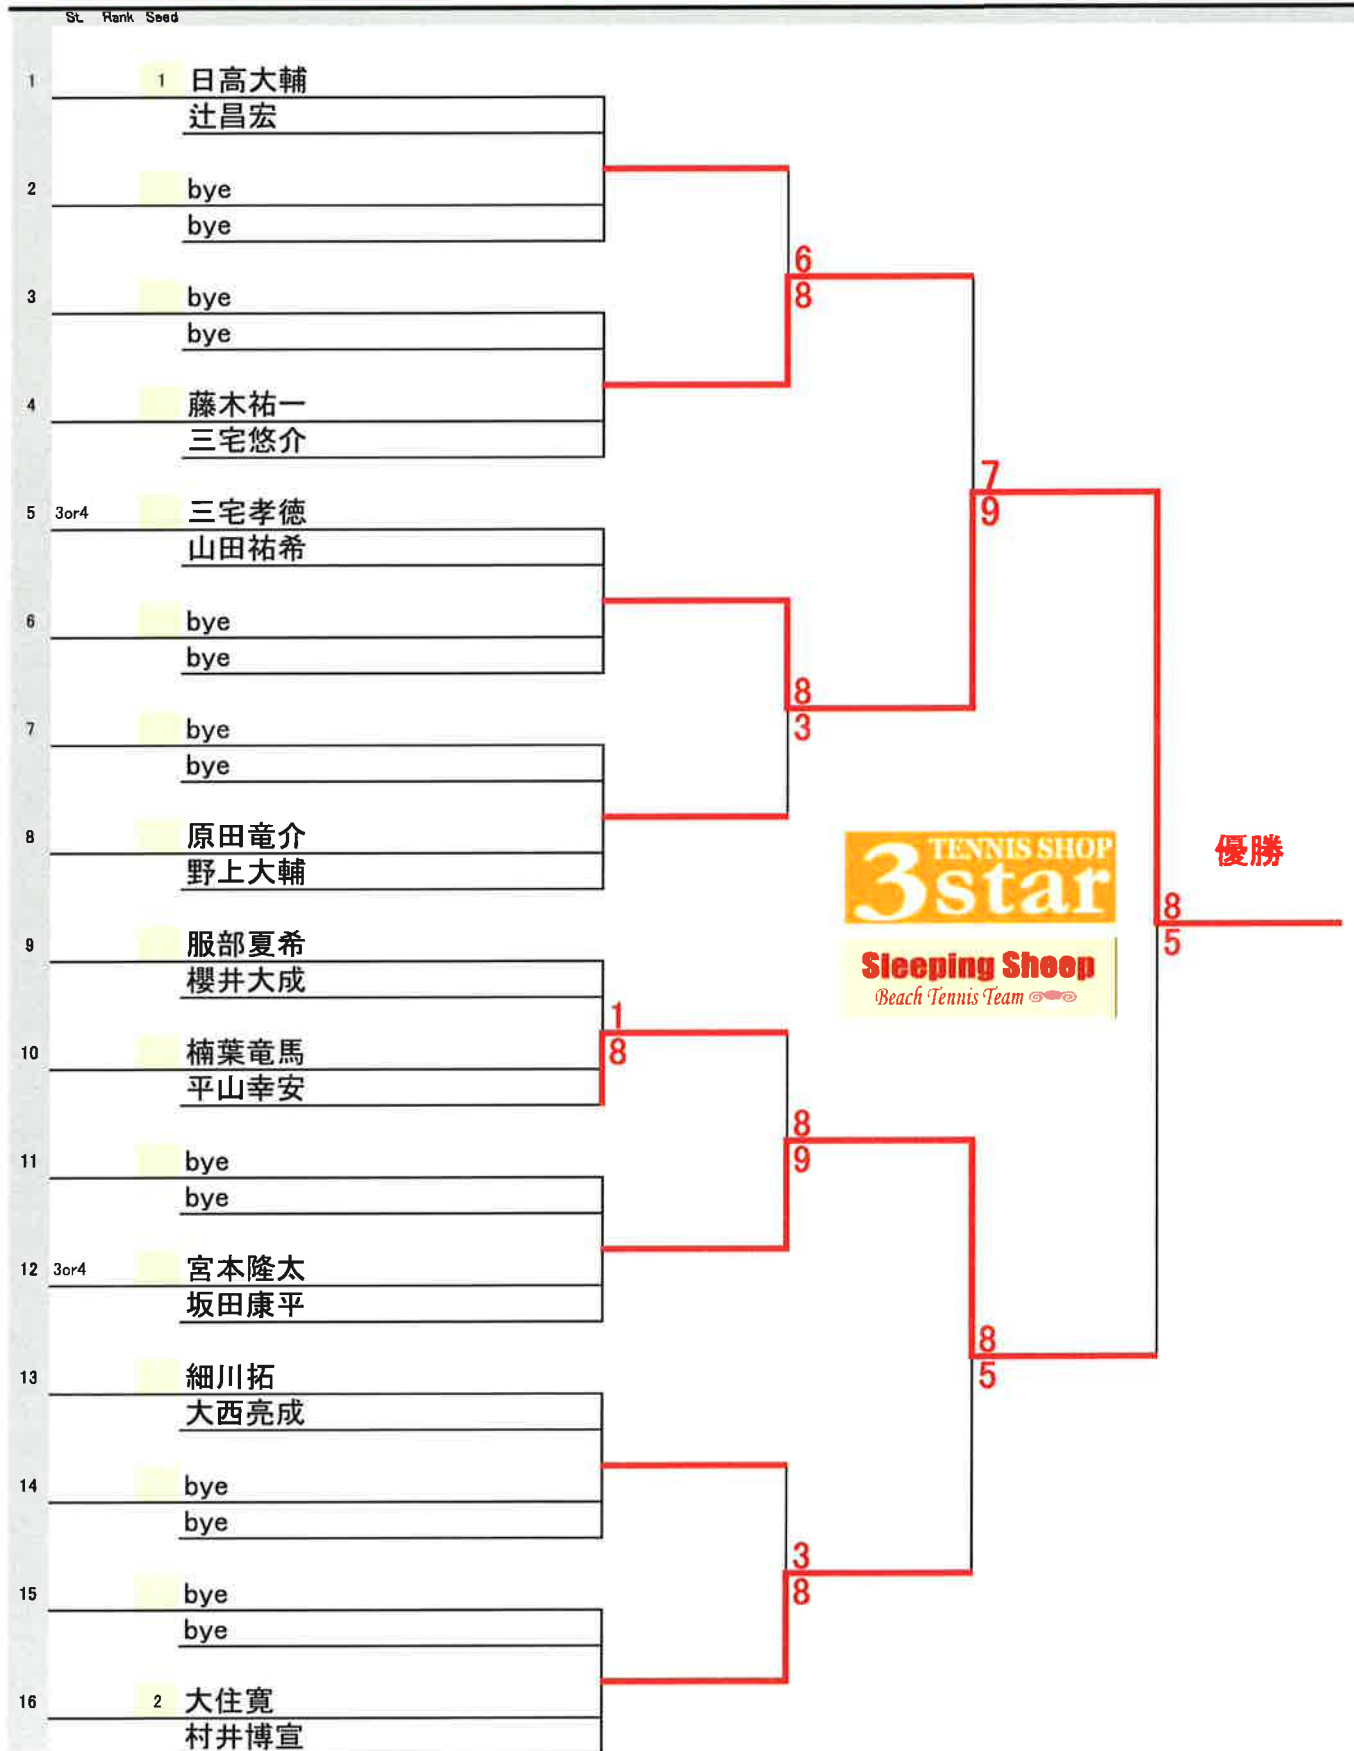 St. Rank Seed
1 1 日高大輔
辻昌宏
2 bye
bye
6
3 bye
8
bye
4 藤木祐一
三宅悠介
7
5 3or4 三宅孝徳
9
山田祐希
6 bye
bye
8
7 bye
3
bye
8 原田竜介
野上大輔
TENNIS SHOP
3star
優勝
8
5
9 服部夏希
櫻井大成
Sleeping Sheep
Beach Tennis Team
1
10 楠葉竜馬
8
平山幸安
8
11 bye
9
bye
12 3or4 宮本隆太
坂田康平
8
13 細川拓
5
大西亮成
14 bye
bye
3
15 bye
8
bye
16 2 大住寛
村井博宣